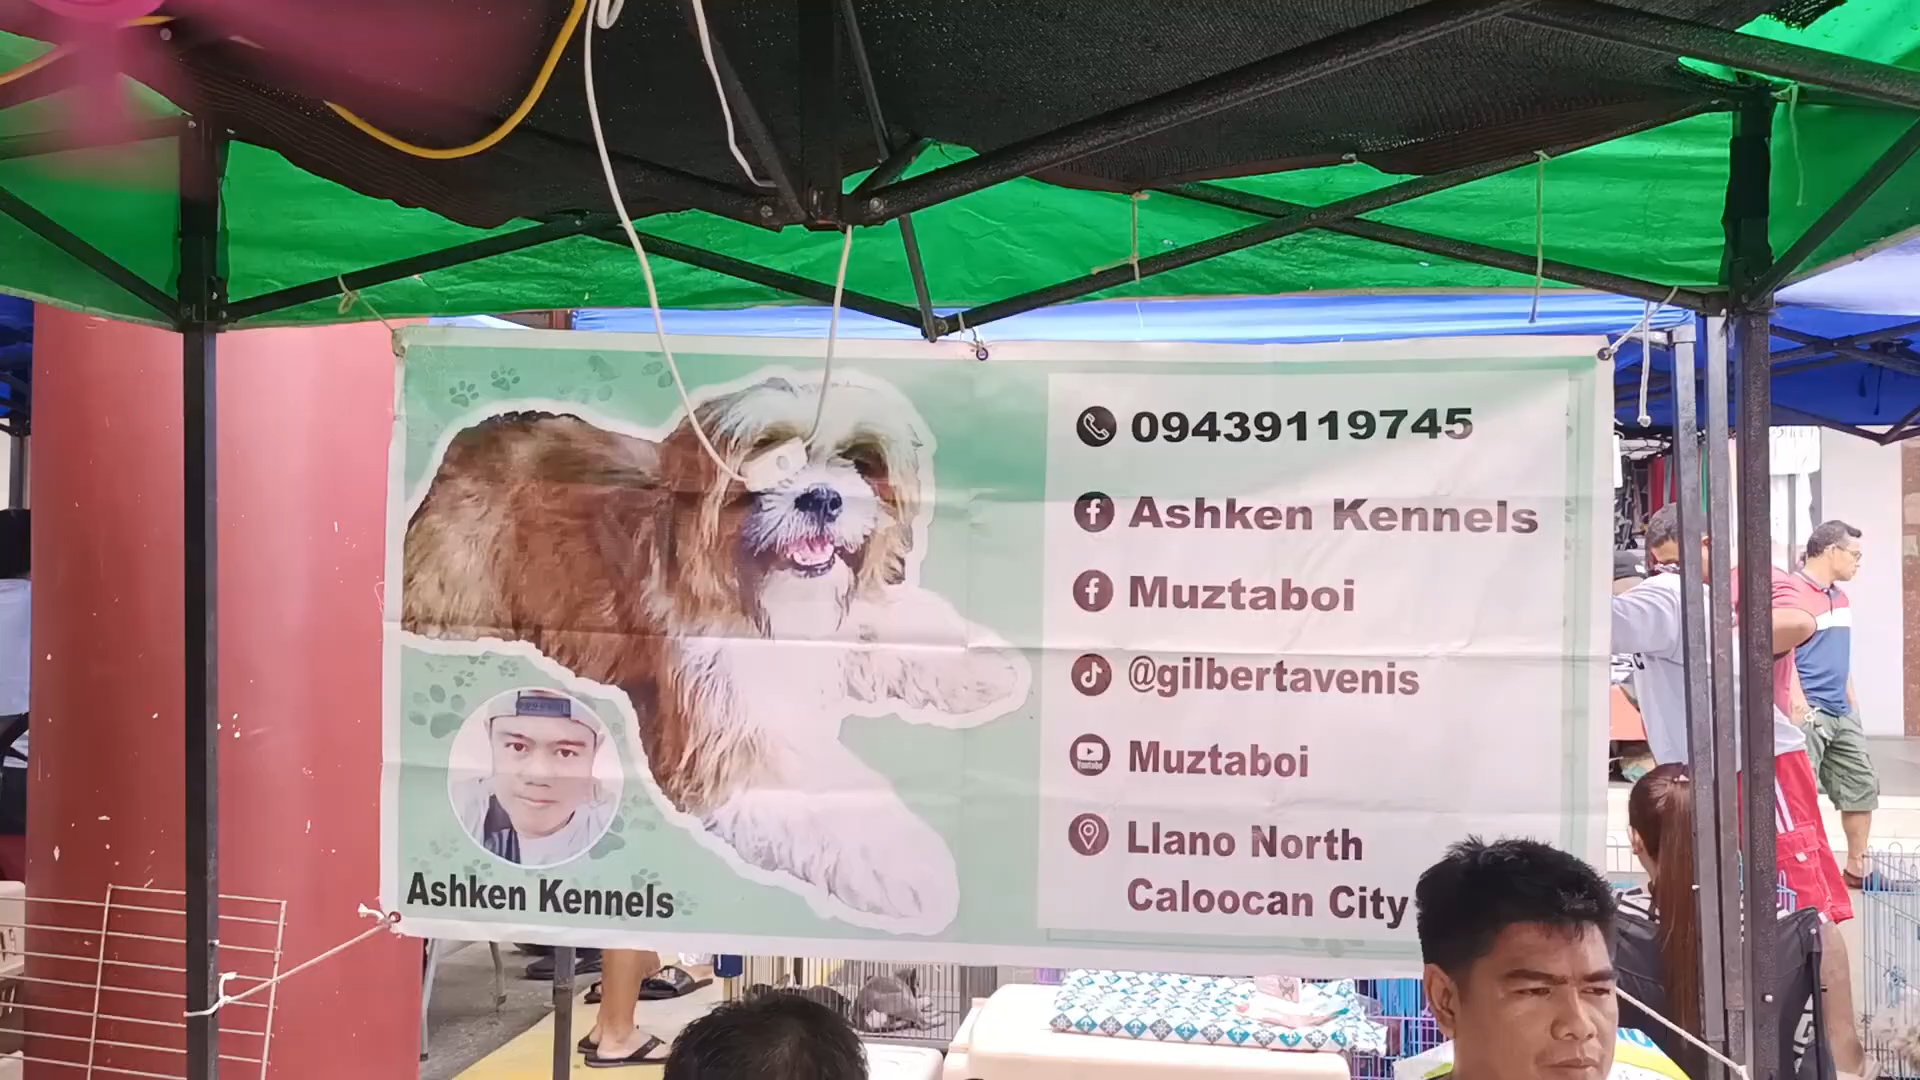 09439119745
Ashken Kennels
Muztaboi
@gilbertavenis
Muztaboi
Llano North
Caloocan City
Ashken Kennels